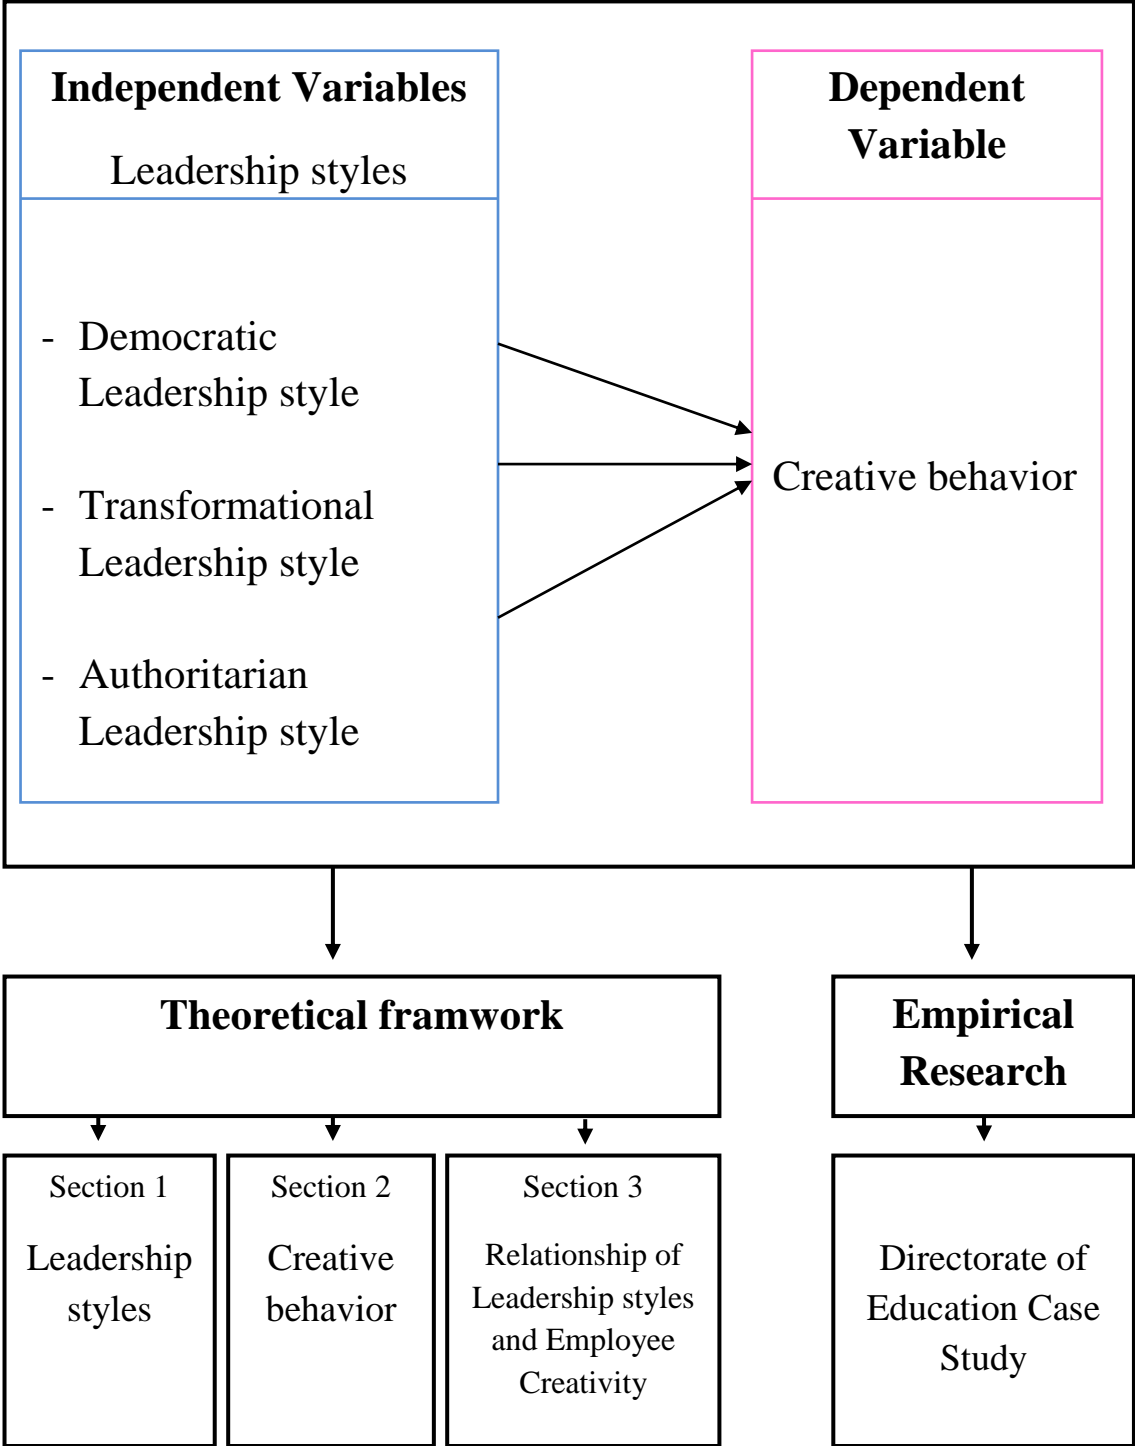 Independent Variables
Leadership styles
- Democratic
Leadership style
- Transformational
Leadership style
- Authoritarian
Leadership style
Dependent
Variable
Creative behavior
Theoretical framwork
Empirical
Research
Section 1
Leadership
styles
Section 2
Creative
behavior
Section 3
Relationship of
Leadership styles
and Employee
Creativity
Directorate of
Education Case
Study